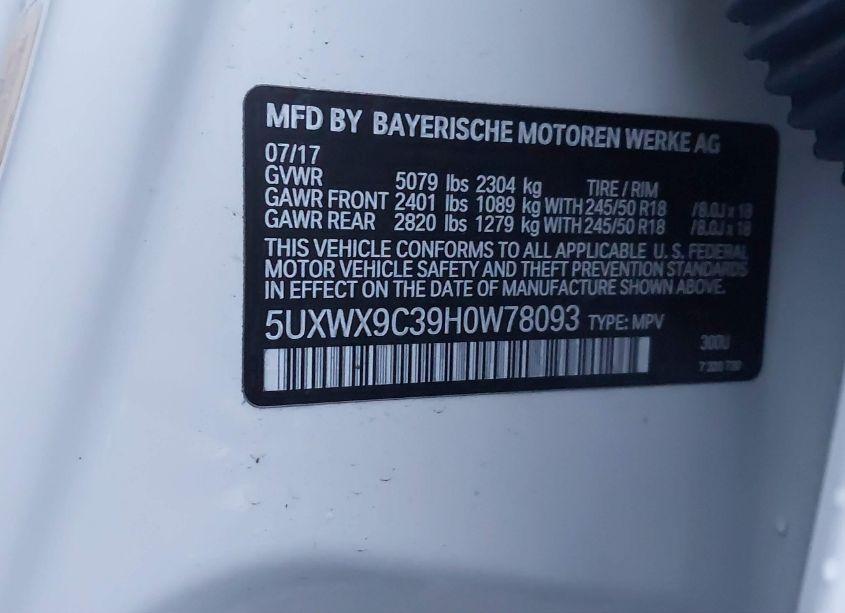 MFD BY BAYERISCHE MOTOREN WERKE AG
07/17
GVWR 5079 lbs 2304 kg TIRE / RIM
GAWR FRONT 2401 lbs 1089 kg WITH 245/50 R18 /8.0J x 18
GAWR REAR 2820 lbs 1279 kg WITH 245/50 R18 /8.0J x 18
THIS VEHICLE CONFORMS TO ALL APPLICABLE U. S. FEDERAL
MOTOR VEHICLE SAFETY AND THEFT PREVENTION STANDARDS
IN EFFECT ON THE DATE OF MANUFACTURE SHOWN ABOVE.
5UXWX9C39H0W78093 TYPE: MPV
300U